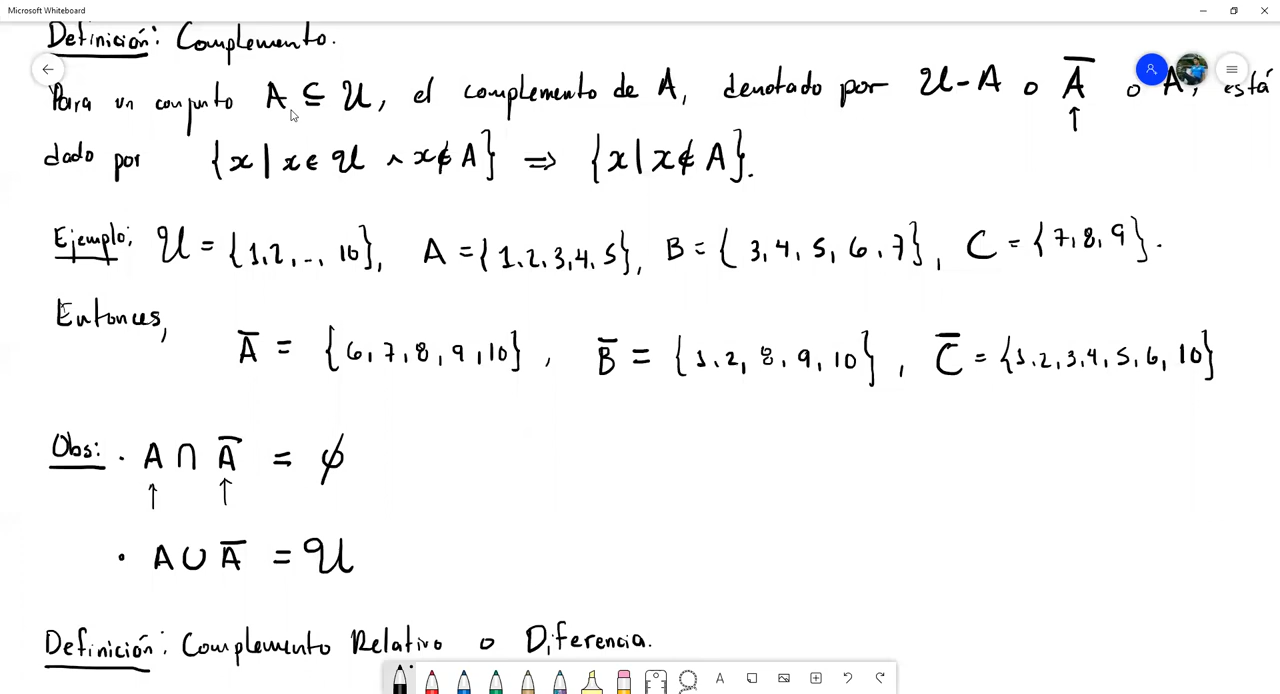 Microsoft Whiteboard
Definición: Complemento.
Para un conjunto A ⊆ U, el complemento de A, denotado por U - A o A̅ o A, está
dado por {x | x ∈ U ∧ x ∉ A} ⟹ {x | x ∉ A}.
Ejemplo: U = {1, 2, ..., 10}, A = {1, 2, 3, 4, 5}, B = {3, 4, 5, 6, 7}, C = {7, 8, 9}.
Entonces,
A̅ = {6, 7, 8, 9, 10}, B̅ = {1, 2, 8, 9, 10}, C̅ = {1, 2, 3, 4, 5, 6, 10}
Obs: · A ∩ A̅ = ∅
↑ ↑
· A ∪ A̅ = U
Definición: Complemento Relativo o Diferencia.
A